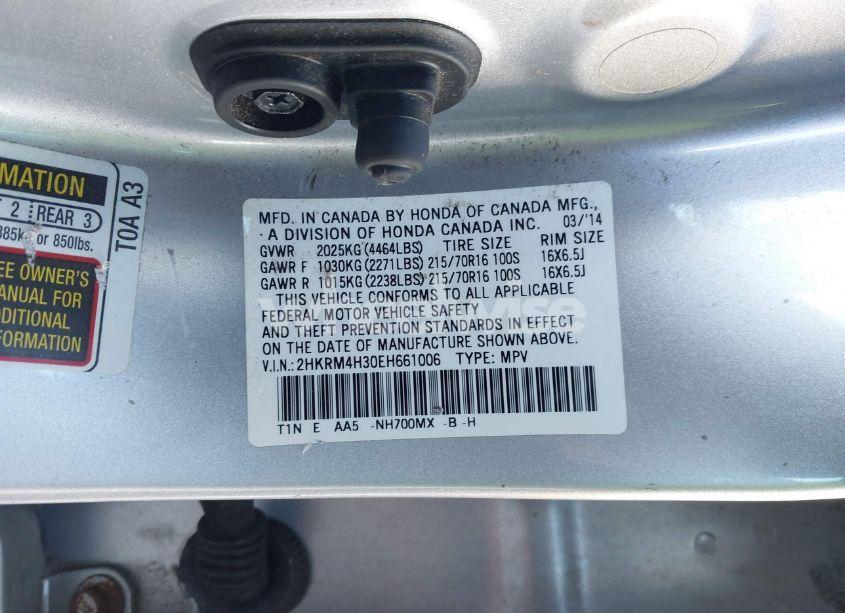 MATION
T 2 REAR 3
385kg or 850lbs.
EE OWNER'S
MANUAL FOR
DDITIONAL
FORMATION
T0A A3
MFD. IN CANADA BY HONDA OF CANADA MFG.,
A DIVISION OF HONDA CANADA INC. 03/'14
GVWR 2025KG(4464LBS) TIRE SIZE RIM SIZE
GAWR F 1030KG(2271LBS) 215/70R16 100S 16X6.5J
GAWR R 1015KG(2238LBS) 215/70R16 100S 16X6.5J
THIS VEHICLE CONFORMS TO ALL APPLICABLE
FEDERAL MOTOR VEHICLE SAFETY
AND THEFT PREVENTION STANDARDS IN EFFECT
ON THE DATE OF MANUFACTURE SHOWN ABOVE.
V.I.N.: 2HKRM4H30EH661006 TYPE: MPV
T1N E AA5 -NH700MX -B -H